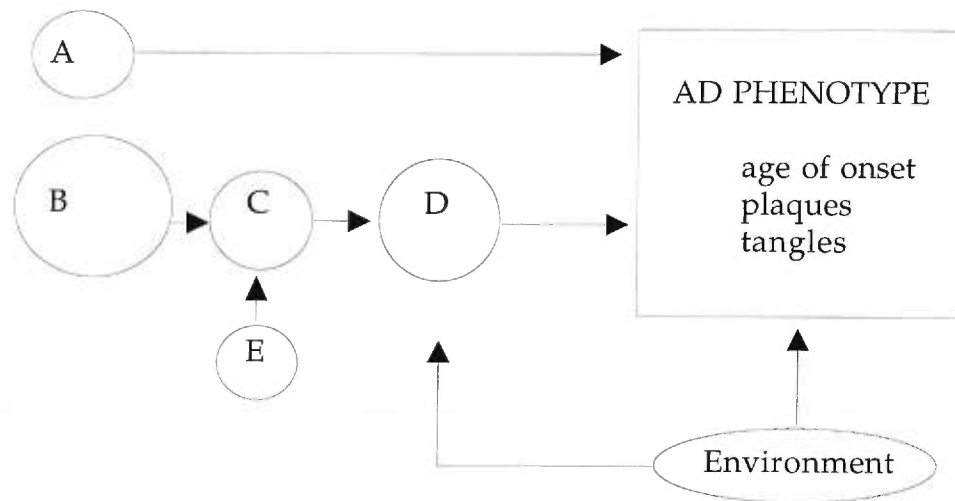 A
AD PHENOTYPE
age of onset
plaques
tangles
B
C
D
E
Environment